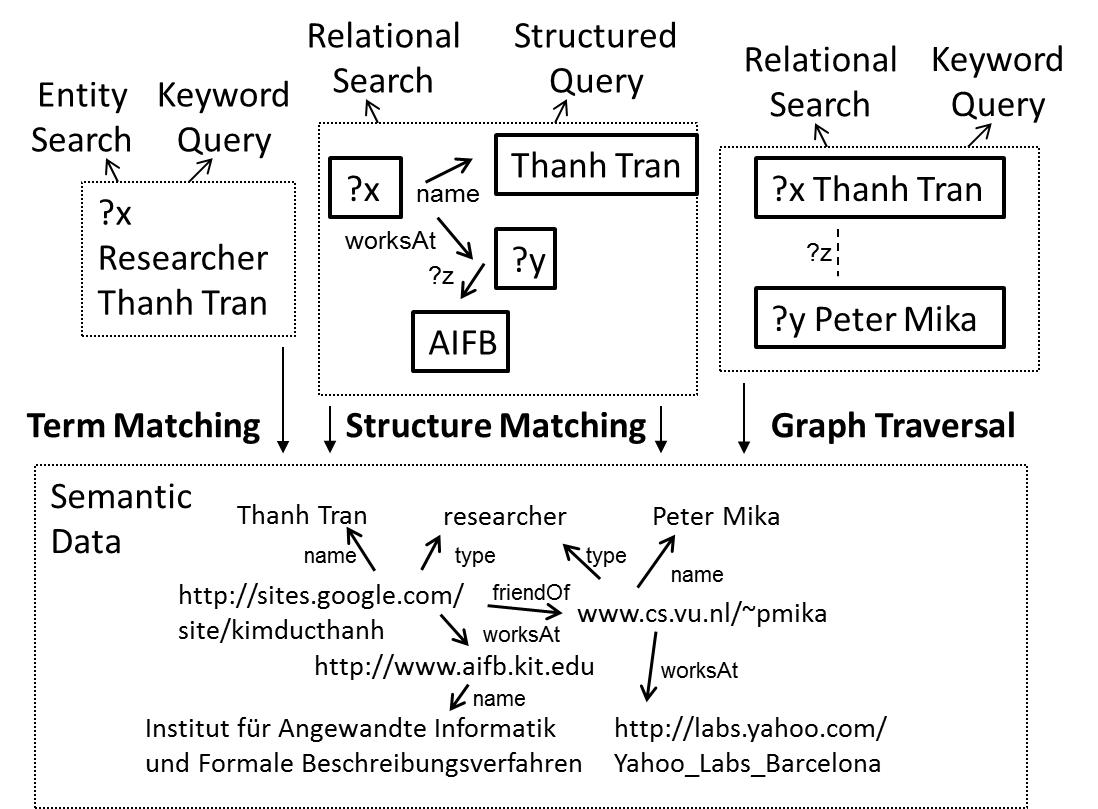 Entity
Search
Keyword
Query
?x
Researcher
Thanh Tran
Relational
Search
Structured
Query
?x
name
Thanh Tran
worksAt
?y
?z
AIFB
Relational
Search
Keyword
Query
?x Thanh Tran
?z
?y Peter Mika
Term Matching
Structure Matching
Graph Traversal
Semantic
Data
Thanh Tran
researcher
Peter Mika
name
type
type
name
http://sites.google.com/
site/kimducthanh
friendOf
www.cs.vu.nl/~pmika
worksAt
http://www.aifb.kit.edu
worksAt
name
Institut für Angewandte Informatik
und Formale Beschreibungsverfahren
http://labs.yahoo.com/
Yahoo_Labs_Barcelona